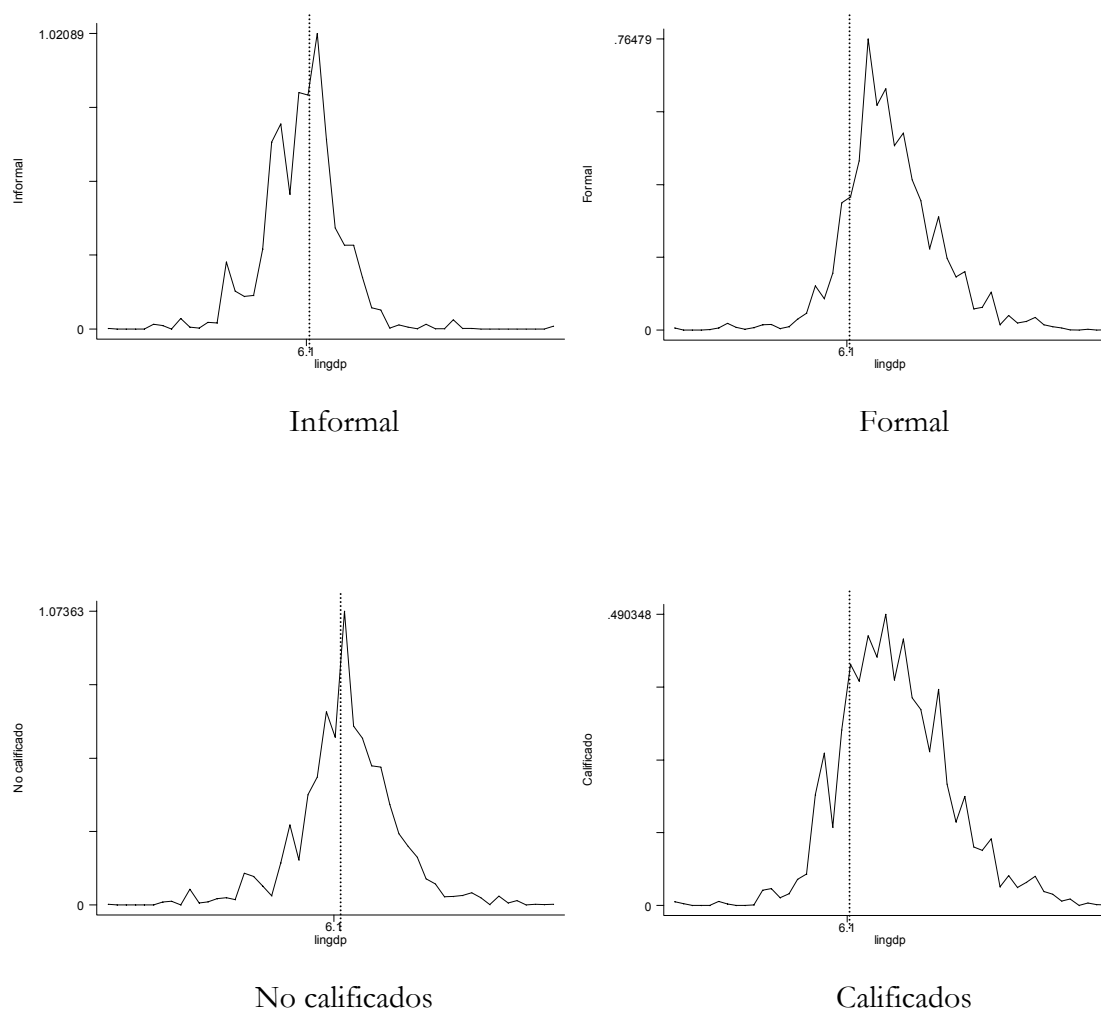 1.02089
Informal
0
6.1
lingdp
Informal
.76479
Formal
0
6.1
lingdp
Formal
1.07363
No calificado
0
6.1
lingdp
No calificados
.490348
Calificado
0
6.1
lingdp
Calificados